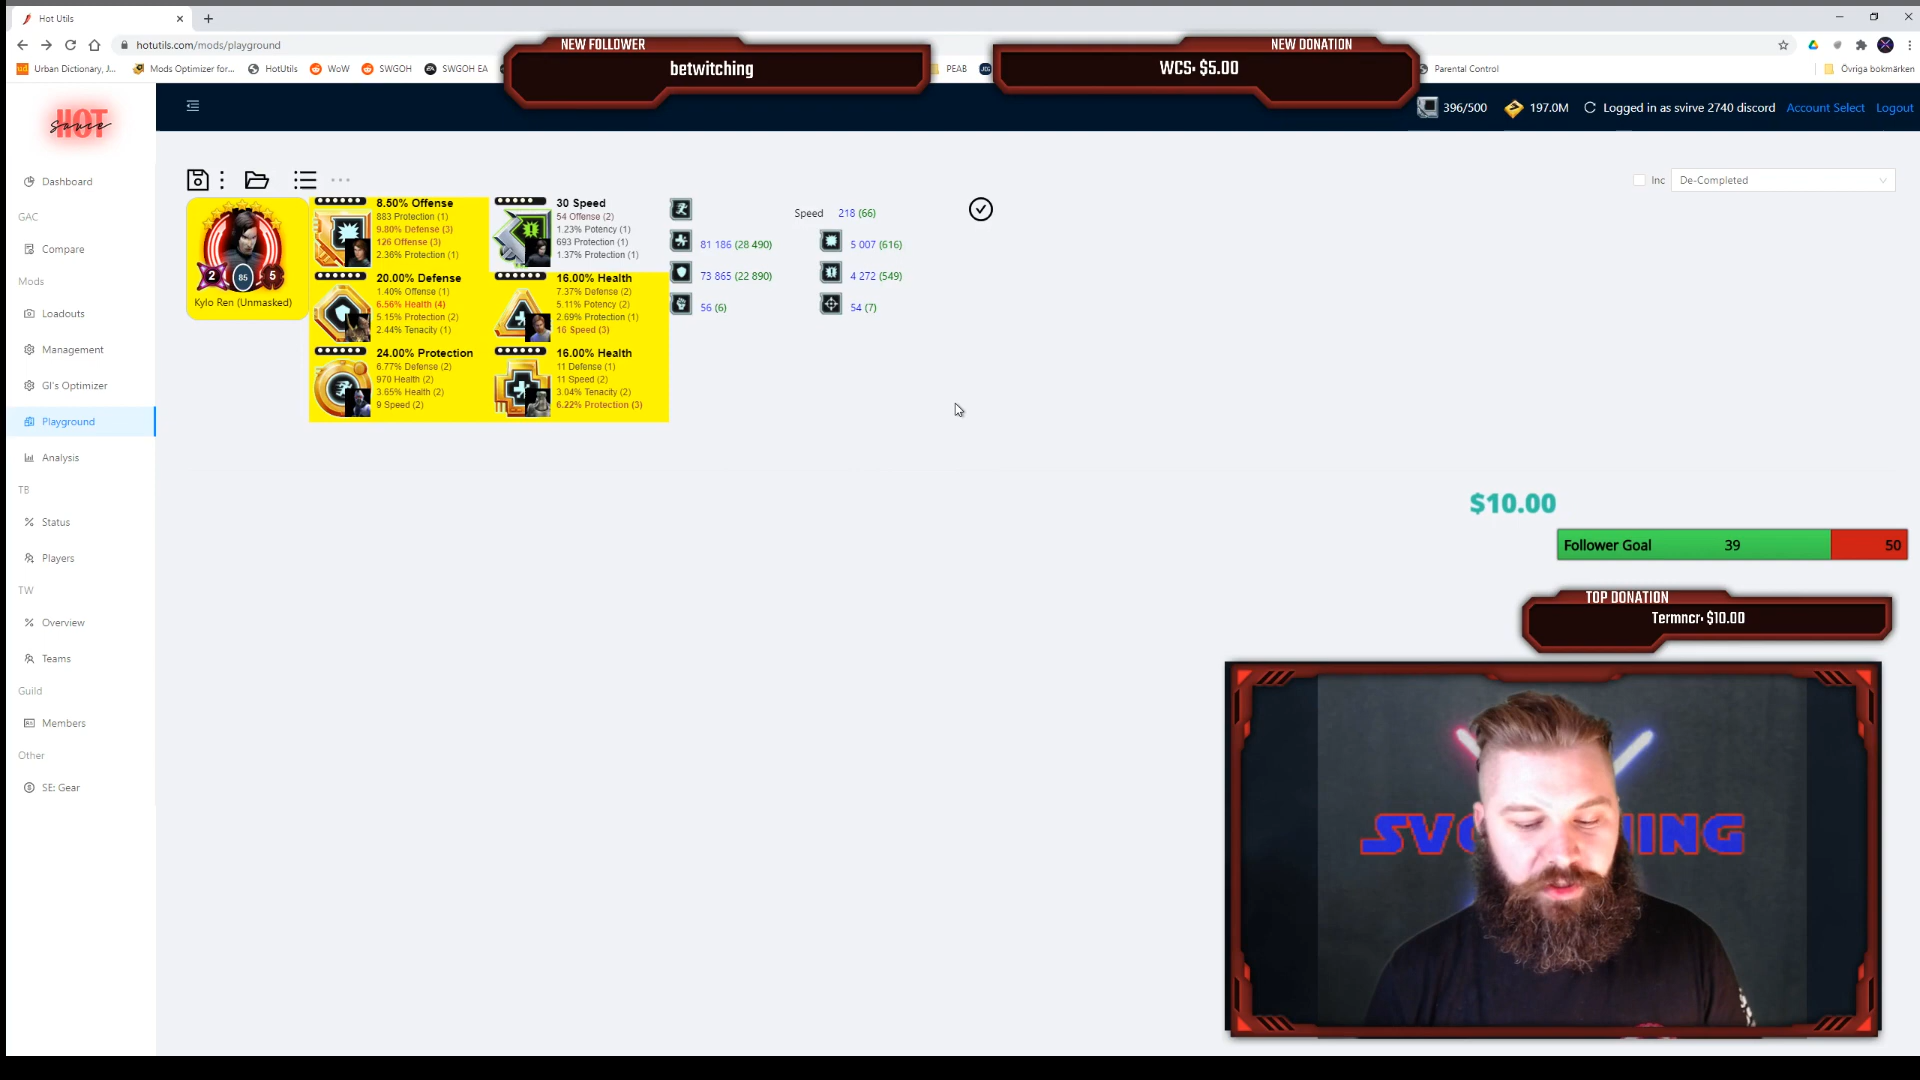 Hot Utils
hotutils.com/mods/playground
NEW FOLLOWER
betwitching
NEW DONATION
WCS: $5.00
Urban Dictionary, J...
Mods Optimizer for...
HotUtils
WoW
SWGOH
SWGOH EA
PEAB
Parental Control
Övriga bokmärken
HOT
sauce
396/500
197.0M
Logged in as svirve 2740 discord
Account Select
Logout
Dashboard
GAC
Compare
Mods
Loadouts
Management
GI's Optimizer
Playground
Analysis
TB
Status
Players
TW
Overview
Teams
Guild
Members
Other
SE: Gear
Inc
De-Completed
2
85
5
Kylo Ren (Unmasked)
8.50% Offense
883 Protection (1)
9.80% Defense (3)
126 Offense (3)
2.36% Protection (1)
30 Speed
54 Offense (2)
1.23% Potency (1)
693 Protection (1)
1.37% Protection (1)
20.00% Defense
1.40% Offense (1)
6.56% Health (4)
5.15% Protection (2)
2.44% Tenacity (1)
16.00% Health
7.37% Defense (2)
5.11% Potency (2)
2.69% Protection (1)
16 Speed (3)
24.00% Protection
6.77% Defense (2)
970 Health (2)
3.65% Health (2)
9 Speed (2)
16.00% Health
11 Defense (1)
11 Speed (2)
3.04% Tenacity (2)
6.22% Protection (3)
Speed 218 (66)
81 186 (28 490)
5 007 (616)
73 865 (22 890)
4 272 (549)
56 (6)
54 (7)
$10.00
Follower Goal 39 50
TOP DONATION
Termncr: $10.00